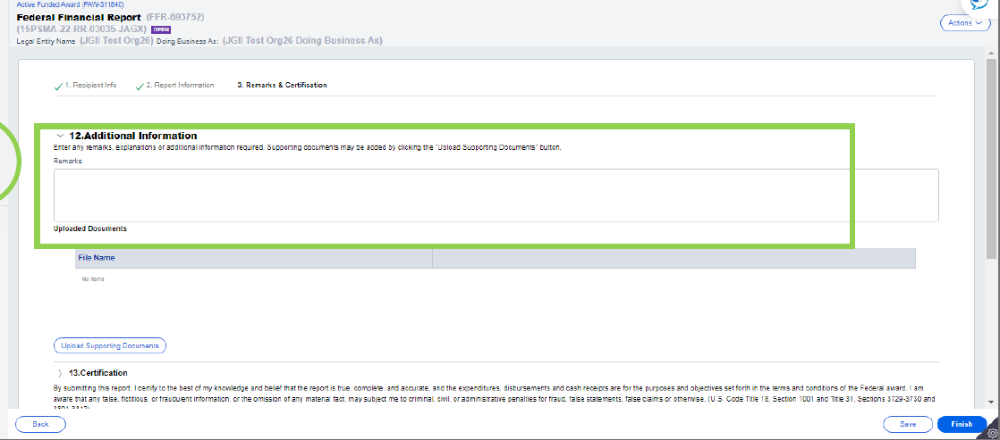 Active Funded Award (FAW-311840)
Federal Financial Report (FFR-693752)
(15PSMA-22-RR-03035-JAGX) OPEN
Legal Entity Name (JGII Test Org26) Doing Business As: (JGII Test Org26 Doing Business As)
Actions
1. Recipient Info 2. Report Information 3. Remarks & Certification
12.Additional Information
Enter any remarks, explanations or additional information required. Supporting documents may be added by clicking the "Upload Supporting Documents" button.
Remarks
Uploaded Documents
File Name
No items
Upload Supporting Documents
13.Certification
By submitting this report, I certify to the best of my knowledge and belief that the report is true, complete, and accurate, and the expenditures, disbursements and cash receipts are for the purposes and objectives set forth in the terms and conditions of the Federal award. I am
aware that any false, fictitious, or fraudulent information, or the omission of any material fact, may subject me to criminal, civil, or administrative penalties for fraud, false statements, false claims or otherwise. (U.S. Code Title 18, Section 1001 and Title 31, Sections 3729-3730 and
Back Save Finish